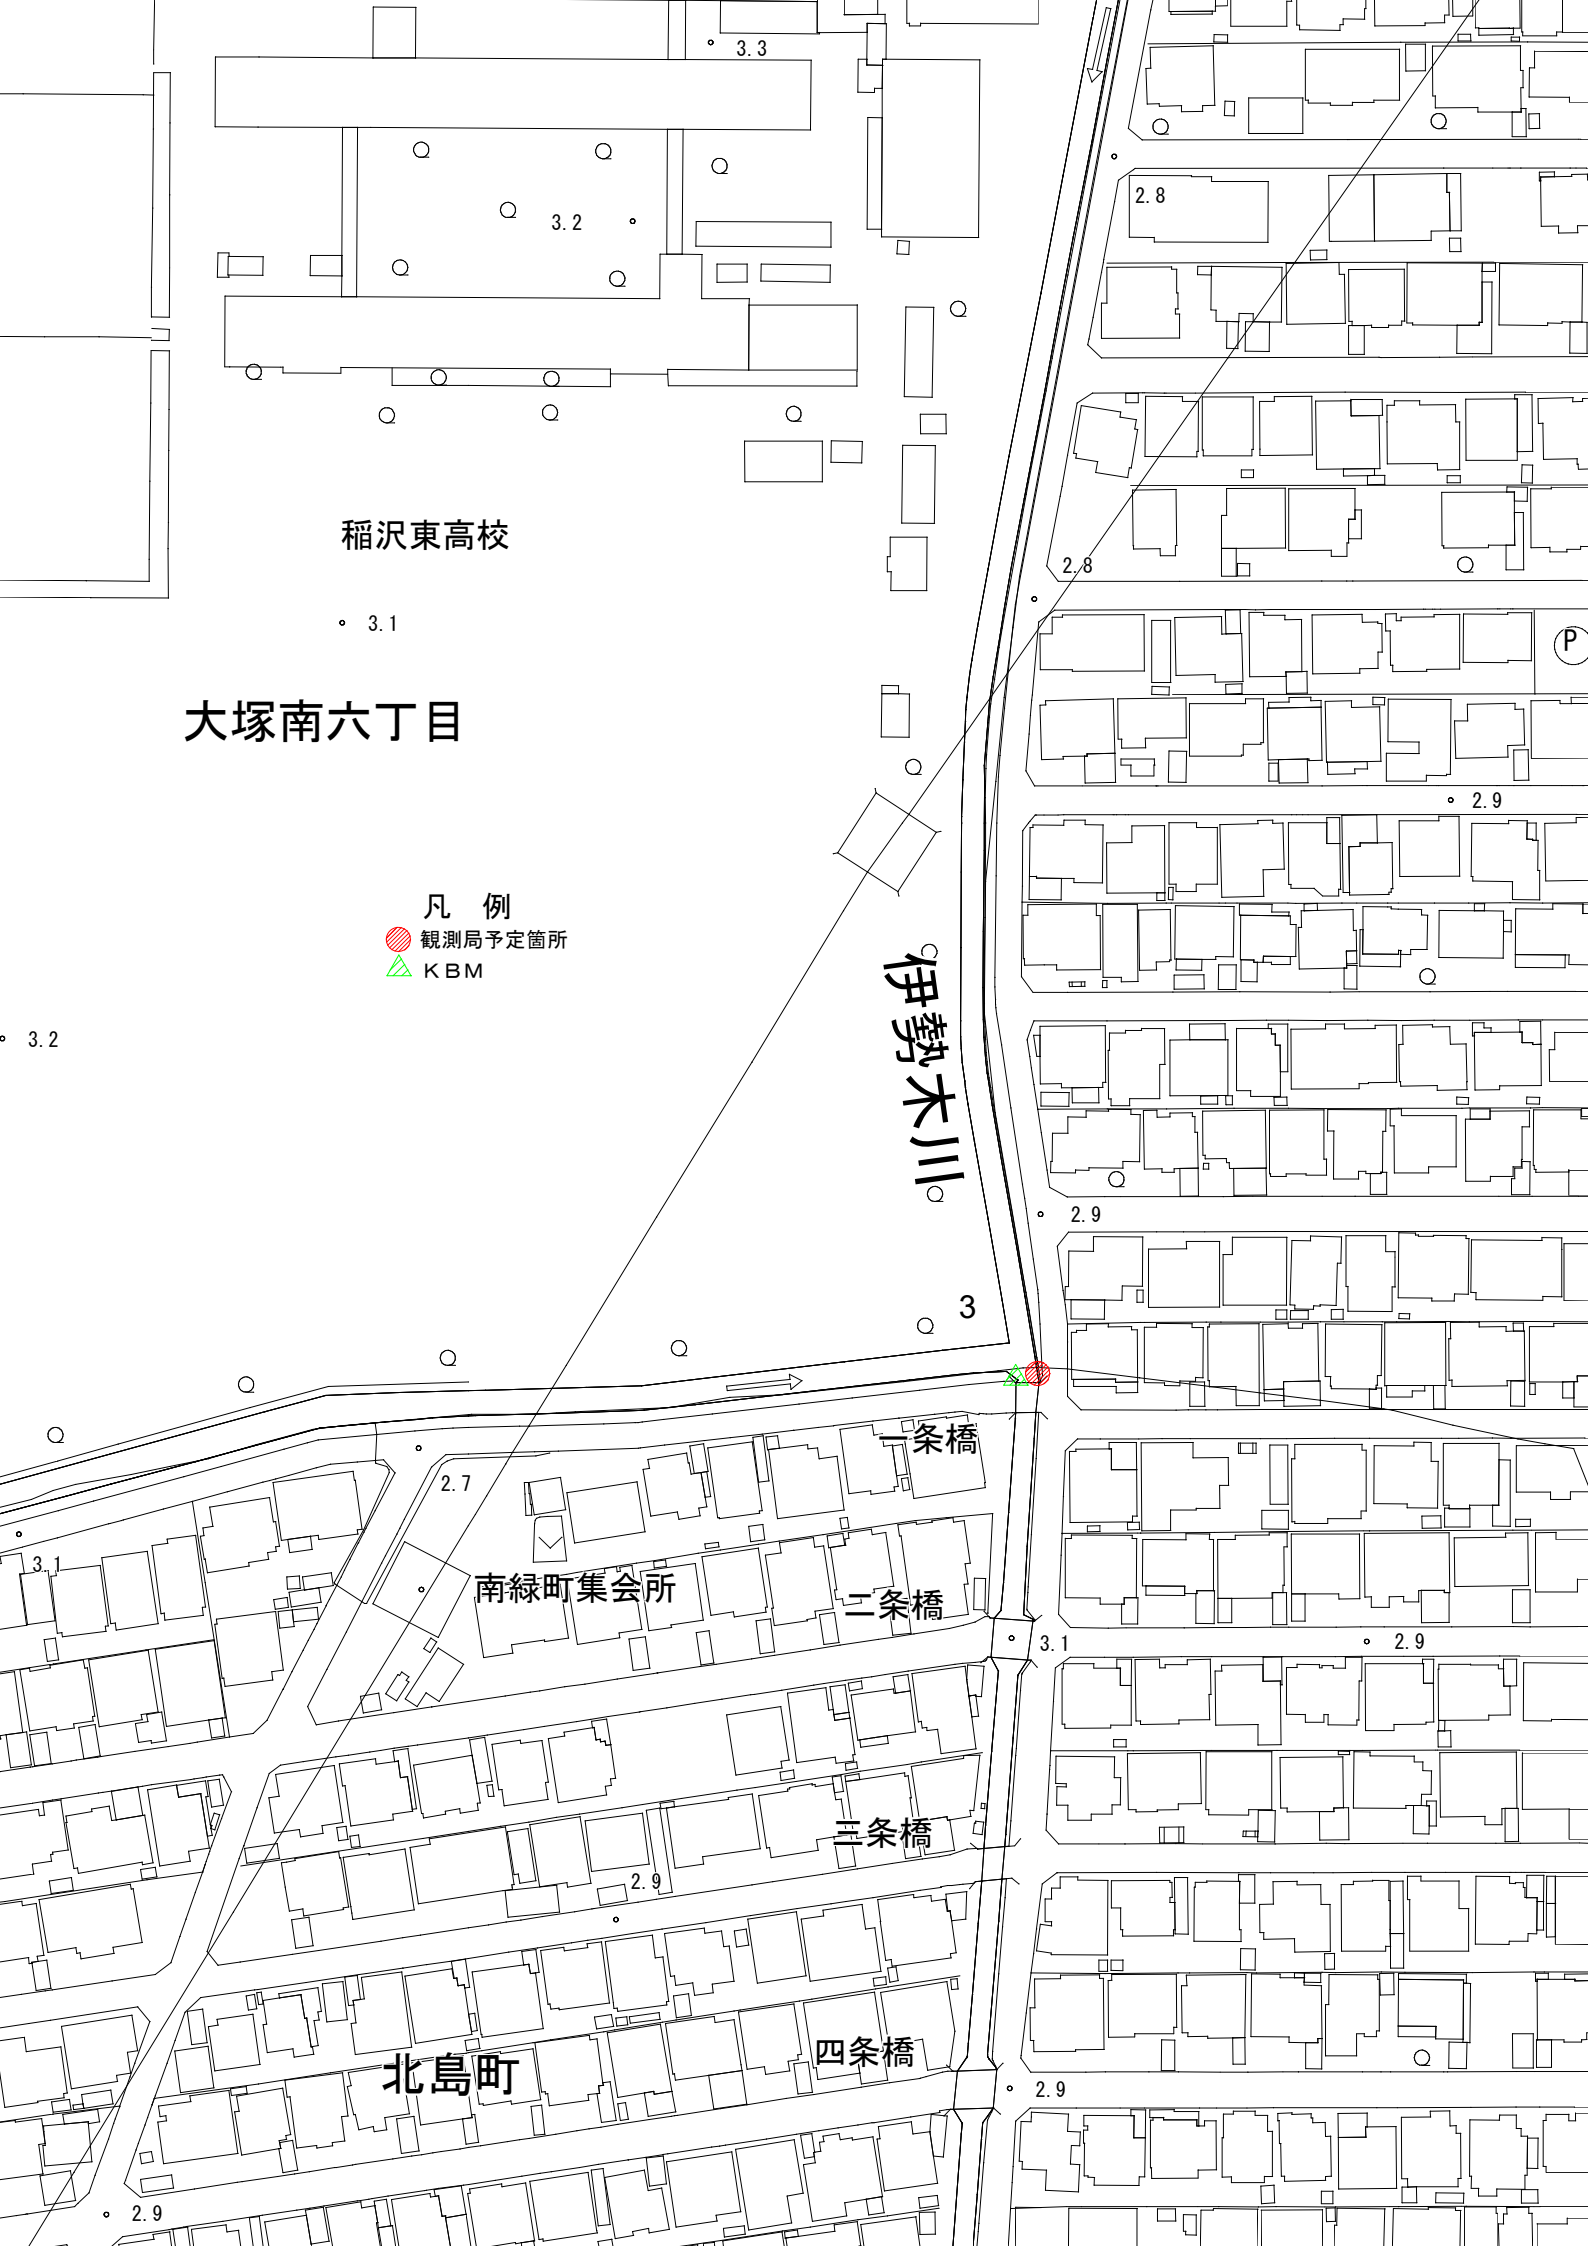 3.3
2.8
3.2
稲沢東高校
2.8
3.1
P
大塚南六丁目
2.9
凡 例
観測局予定箇所
KBM
伊勢木川
3.2
2.9
3
一条橋
2.7
3.1
南緑町集会所
二条橋
3.1
2.9
三条橋
2.9
四条橋
北島町
2.9
2.9